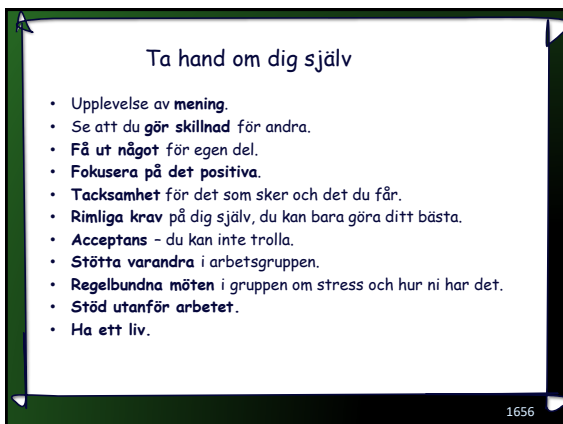 Ta hand om dig själv
• Upplevelse av mening.
• Se att du gör skillnad för andra.
• Få ut något för egen del.
• Fokusera på det positiva.
• Tacksamhet för det som sker och det du får.
• Rimliga krav på dig själv, du kan bara göra ditt bästa.
• Acceptans – du kan inte trolla.
• Stötta varandra i arbetsgruppen.
• Regelbundna möten i gruppen om stress och hur ni har det.
• Stöd utanför arbetet.
• Ha ett liv.
1656